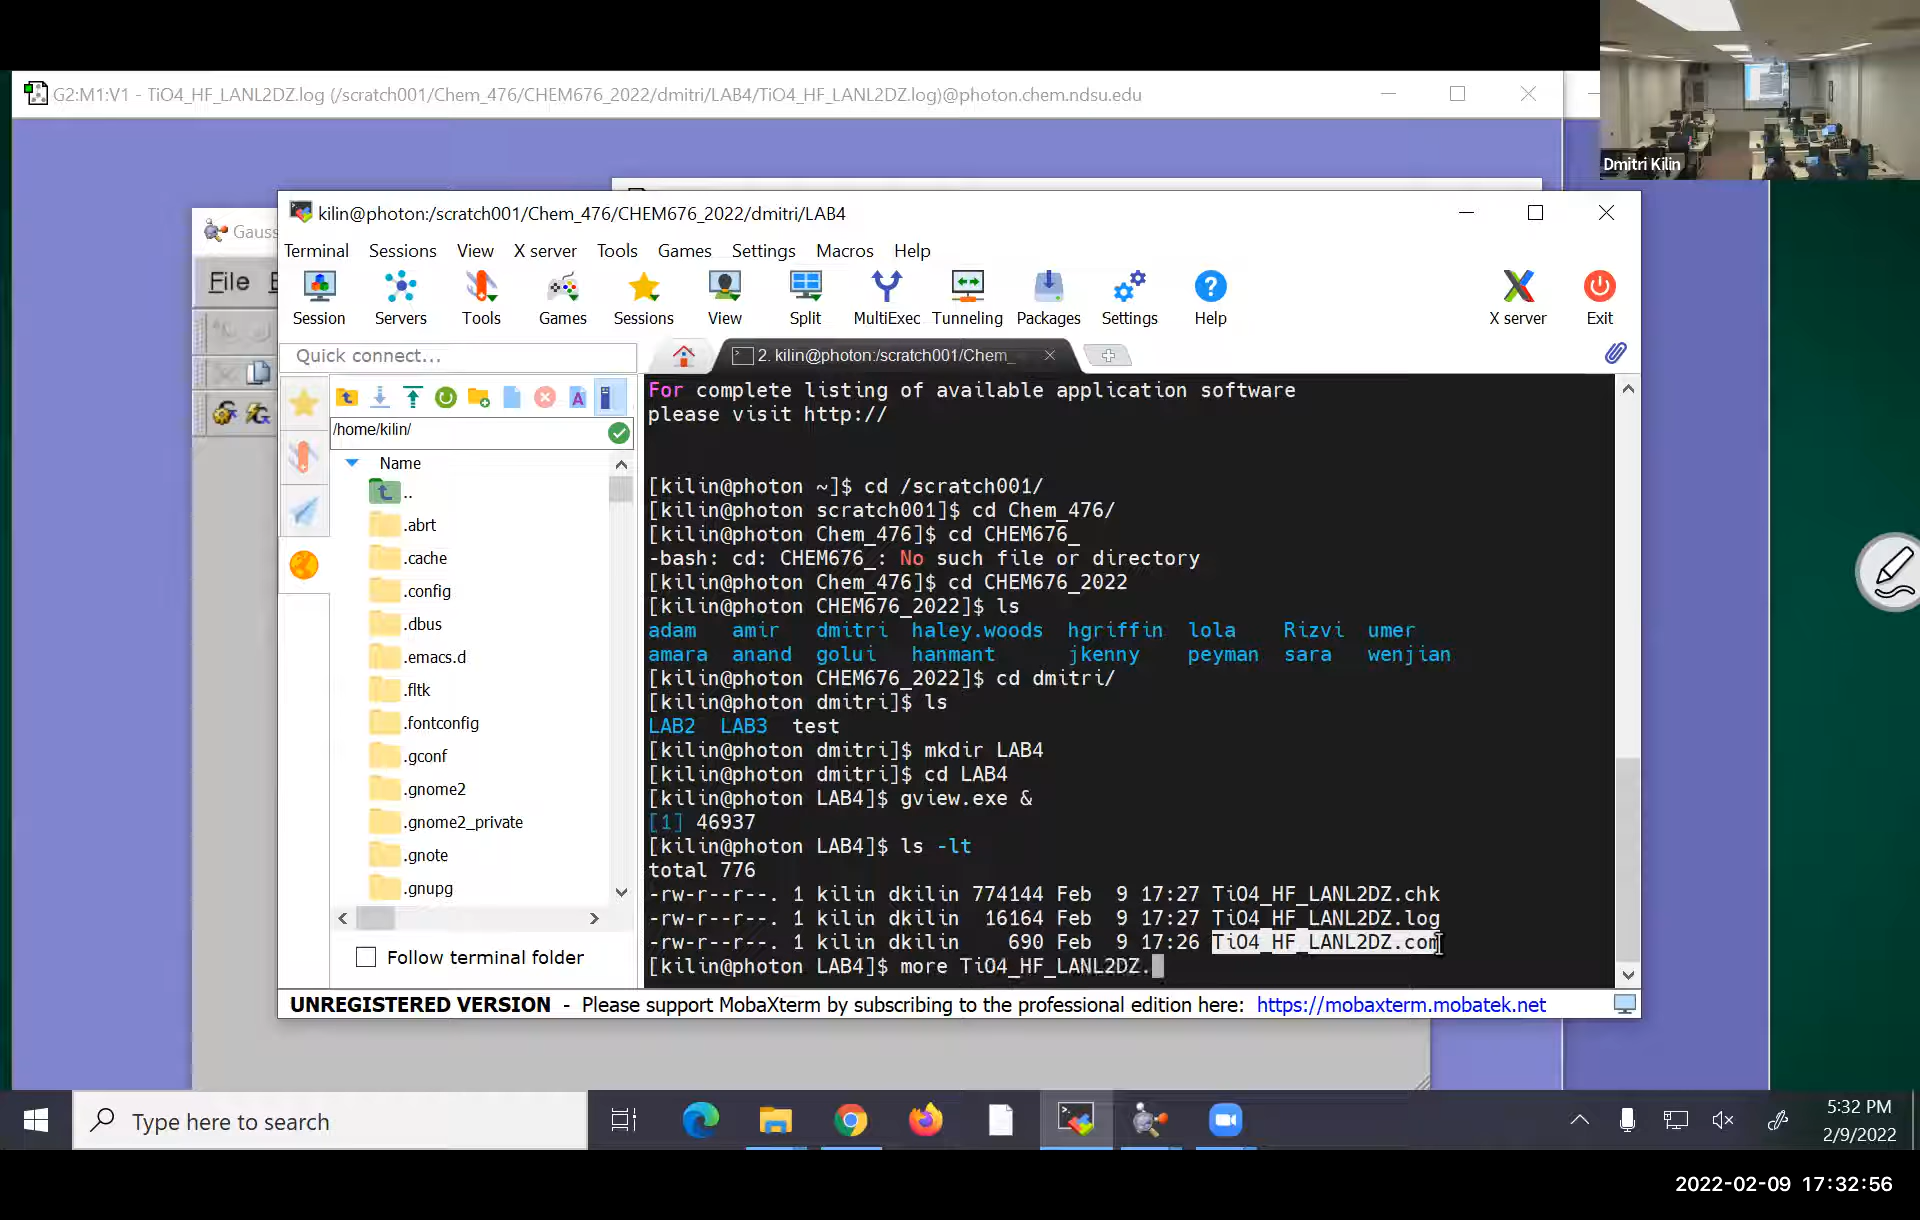 G2:M1:V1 - TiO4_HF_LANL2DZ.log (/scratch001/Chem_476/CHEM676_2022/dmitri/LAB4/TiO4_HF_LANL2DZ.log)@photon.chem.ndsu.edu
Dmitri Kilin
Gauss
File
kilin@photon:/scratch001/Chem_476/CHEM676_2022/dmitri/LAB4
Terminal Sessions View X server Tools Games Settings Macros Help
Session Servers Tools Games Sessions View Split MultiExec Tunneling Packages Settings Help X server Exit
Quick connect...
2. kilin@photon:/scratch001/Chem_
/home/kilin/
Name
..
.abrt
.cache
.config
.dbus
.emacs.d
.fltk
.fontconfig
.gconf
.gnome2
.gnome2_private
.gnote
.gnupg
Follow terminal folder
For complete listing of available application software
please visit http://
[kilin@photon ~]$ cd /scratch001/
[kilin@photon scratch001]$ cd Chem_476/
[kilin@photon Chem_476]$ cd CHEM676_
-bash: cd: CHEM676_: No such file or directory
[kilin@photon Chem_476]$ cd CHEM676_2022
[kilin@photon CHEM676_2022]$ ls
adam amir dmitri haley.woods hgriffin lola Rizvi umer
amara anand golui hanmant jkenny peyman sara wenjian
[kilin@photon CHEM676_2022]$ cd dmitri/
[kilin@photon dmitri]$ ls
LAB2 LAB3 test
[kilin@photon dmitri]$ mkdir LAB4
[kilin@photon dmitri]$ cd LAB4
[kilin@photon LAB4]$ gview.exe &
[1] 46937
[kilin@photon LAB4]$ ls -lt
total 776
-rw-r--r--. 1 kilin dkilin 774144 Feb 9 17:27 TiO4_HF_LANL2DZ.chk
-rw-r--r--. 1 kilin dkilin 16164 Feb 9 17:27 TiO4_HF_LANL2DZ.log
-rw-r--r--. 1 kilin dkilin 690 Feb 9 17:26 TiO4_HF_LANL2DZ.com
[kilin@photon LAB4]$ more TiO4_HF_LANL2DZ.
UNREGISTERED VERSION - Please support MobaXterm by subscribing to the professional edition here: https://mobaxterm.mobatek.net
Type here to search
5:32 PM
2/9/2022
2022-02-09 17:32:56